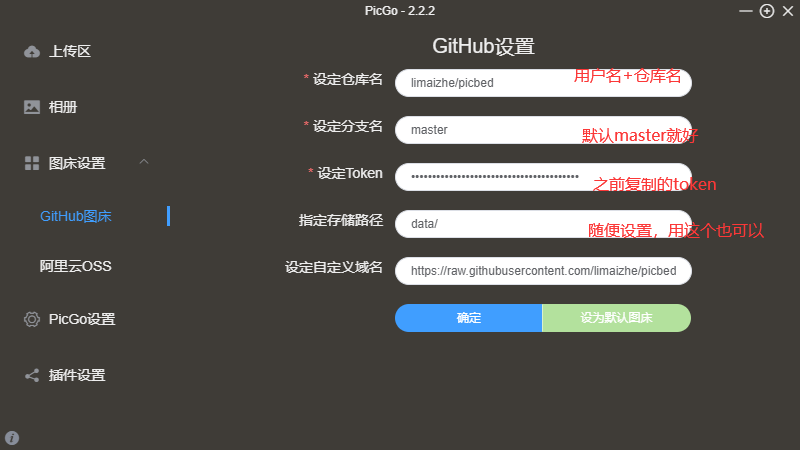 PicGo - 2.2.2
上传区
相册
图床设置
GitHub图床
阿里云OSS
PicGo设置
插件设置
GitHub设置
* 设定仓库名 limaizhe/picbed 用户名+仓库名
* 设定分支名 master 默认master就好
* 设定Token 之前复制的token
指定存储路径 data/ 随便设置，用这个也可以
设定自定义域名 https://raw.githubusercontent.com/limaizhe/picbed
确定 设为默认图床